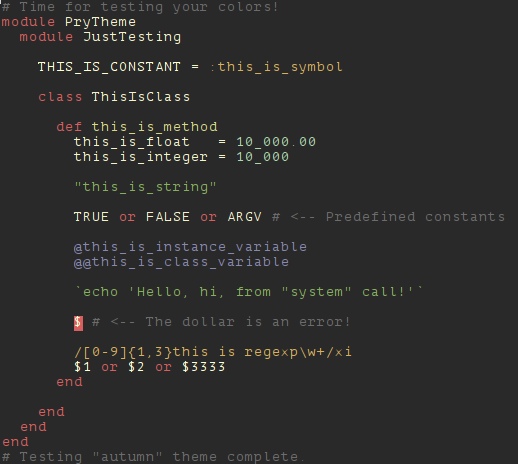 # Time for testing your colors!
module PryTheme
  module JustTesting

    THIS_IS_CONSTANT = :this_is_symbol

    class ThisIsClass

      def this_is_method
        this_is_float   = 10_000.00
        this_is_integer = 10_000

        "this_is_string"

        TRUE or FALSE or ARGV # <-- Predefined constants

        @this_is_instance_variable
        @@this_is_class_variable

        `echo 'Hello, hi, from "system" call!'`

        $ # <-- The dollar is an error!

        /[0-9]{1,3}this is regexp\w+/xi
        $1 or $2 or $3333
      end

    end
  end
end
# Testing "autumn" theme complete.